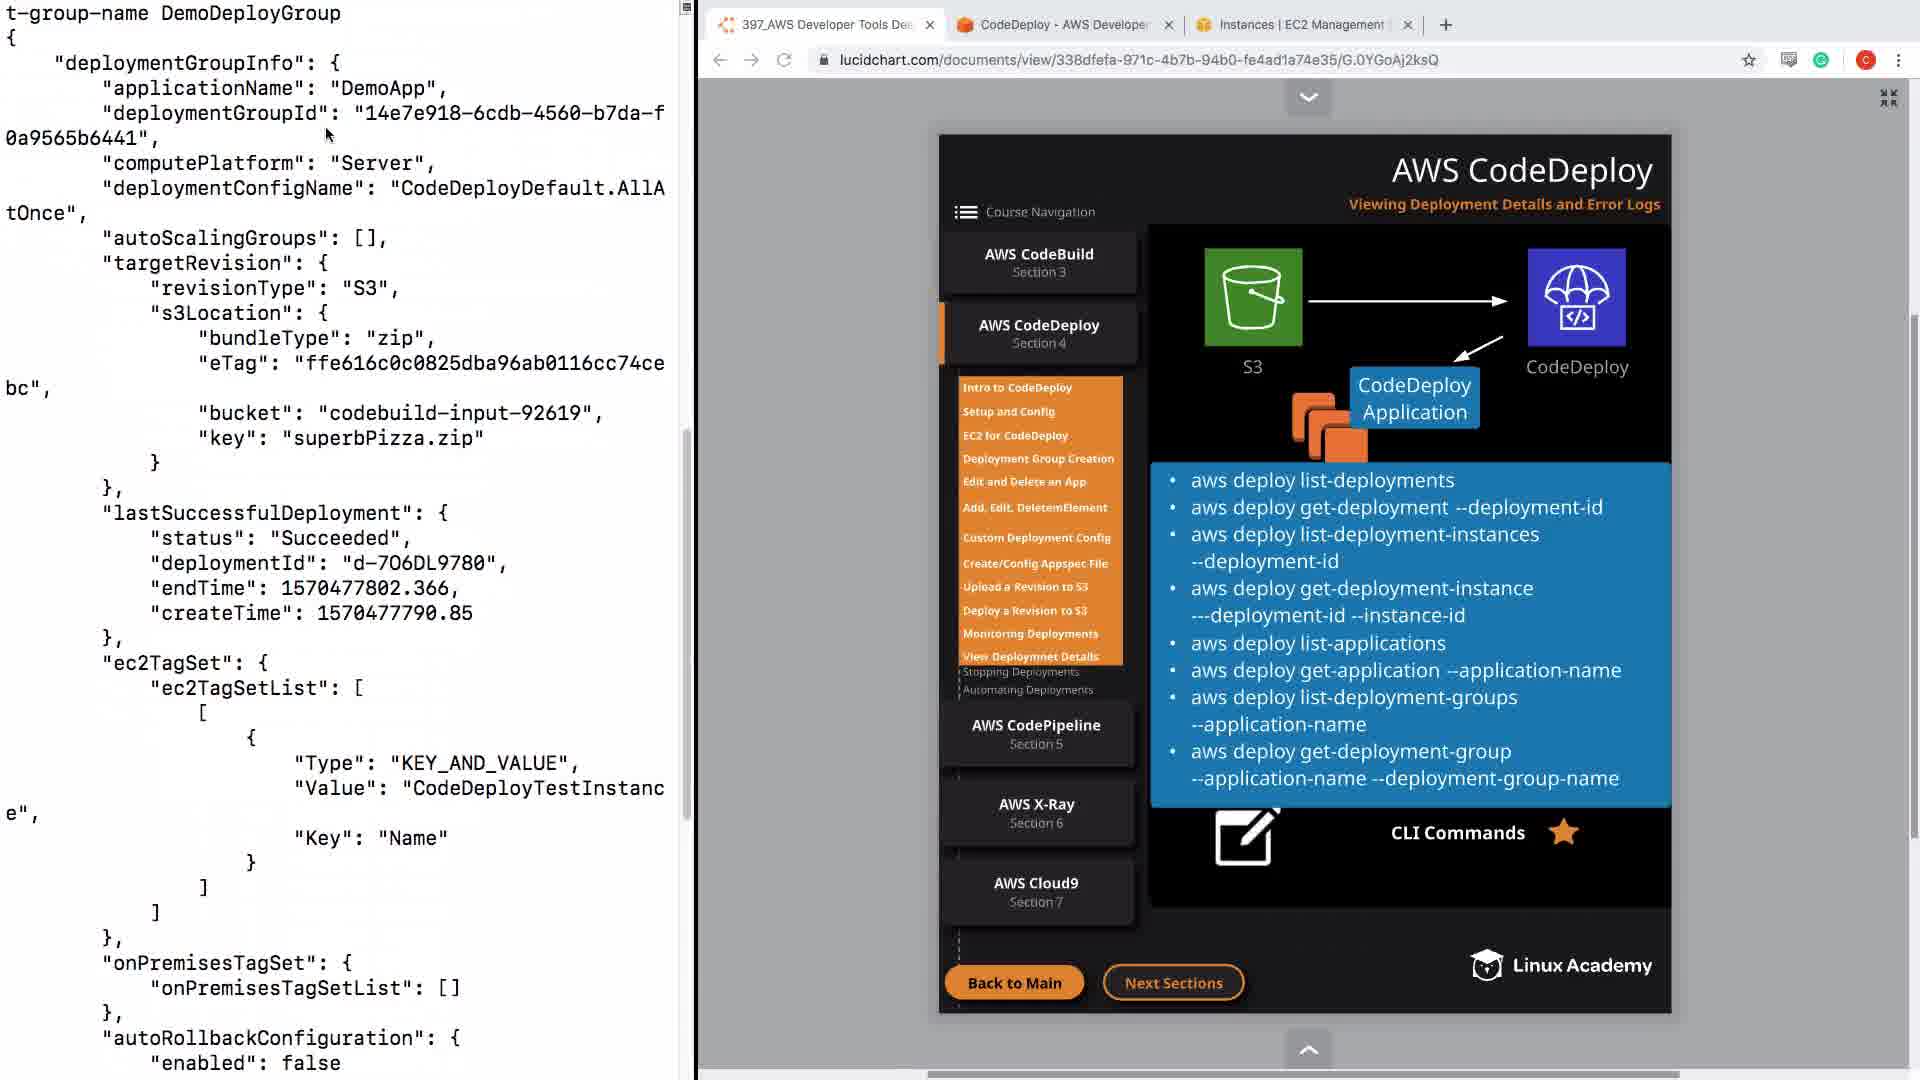 t-group-name DemoDeployGroup
{
"deploymentGroupInfo": {
"applicationName": "DemoApp",
"deploymentGroupId": "14e7e918-6cdb-4560-b7da-f
0a9565b6441",
"computePlatform": "Server",
"deploymentConfigName": "CodeDeployDefault.AllA
tOnce",
"autoScalingGroups": [],
"targetRevision": {
"revisionType": "S3",
"s3Location": {
"bundleType": "zip",
"eTag": "ffe616c0c0825dba96ab0116cc74ce
bc",
"bucket": "codebuild-input-92619",
"key": "superbPizza.zip"
}
},
"lastSuccessfulDeployment": {
"status": "Succeeded",
"deploymentId": "d-7O6DL9780",
"endTime": 1570477802.366,
"createTime": 1570477790.85
},
"ec2TagSet": {
"ec2TagSetList": [
[
{
"Type": "KEY_AND_VALUE",
"Value": "CodeDeployTestInstanc
e",
"Key": "Name"
}
]
]
},
"onPremisesTagSet": {
"onPremisesTagSetList": []
},
"autoRollbackConfiguration": {
"enabled": false
397_AWS Developer Tools Dee
CodeDeploy - AWS Developer
Instances | EC2 Management
lucidchart.com/documents/view/338dfefa-971c-4b7b-94b0-fe4ad1a74e35/G.0YGoAj2ksQ
C
AWS CodeDeploy
Viewing Deployment Details and Error Logs
Course Navigation
AWS CodeBuild
Section 3
AWS CodeDeploy
Section 4
Intro to CodeDeploy
Setup and Config
EC2 for CodeDeploy
Deployment Group Creation
Edit and Delete an App
Add, Edit, DeletemElement
Custom Deployment Config
Create/Config Appspec File
Upload a Revision to S3
Deploy a Revision to S3
Monitoring Deployments
View Deploymnet Details
Stopping Deployments
Automating Deployments
AWS CodePipeline
Section 5
AWS X-Ray
Section 6
AWS Cloud9
Section 7
Back to Main
Next Sections
S3
CodeDeploy
CodeDeploy
Application
• aws deploy list-deployments
• aws deploy get-deployment --deployment-id
• aws deploy list-deployment-instances
--deployment-id
• aws deploy get-deployment-instance
---deployment-id --instance-id
• aws deploy list-applications
• aws deploy get-application --application-name
• aws deploy list-deployment-groups
--application-name
• aws deploy get-deployment-group
--application-name --deployment-group-name
CLI Commands
Linux Academy